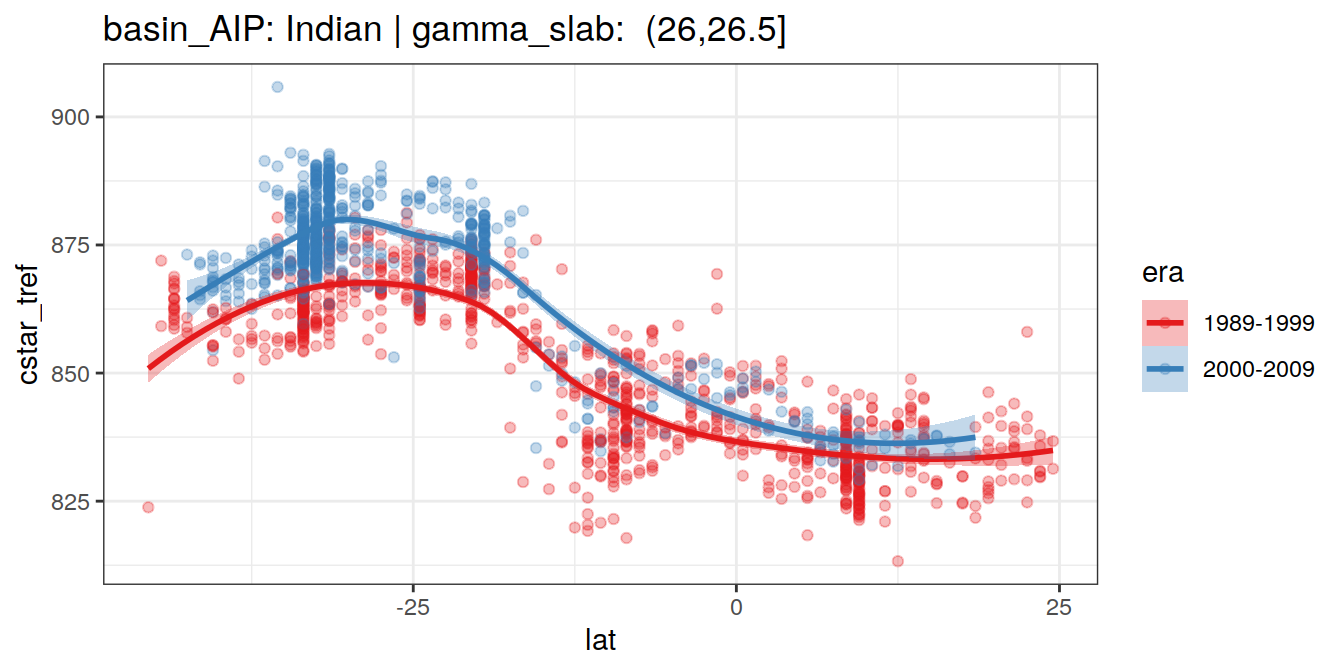 basin_AIP: Indian | gamma_slab:  (26,26.5]
cstar_tref
900
875
850
825
-25
0
25
lat
era
1989-1999
2000-2009